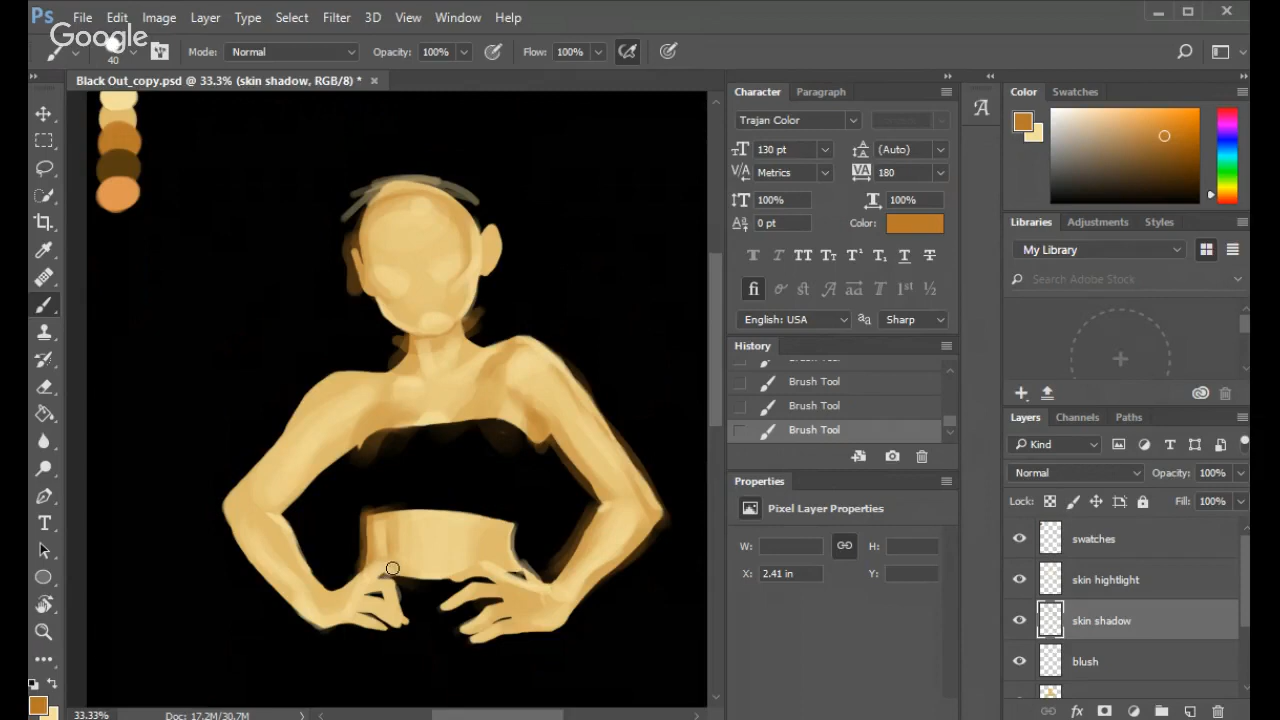 Ps File Edit Image Layer Type Select Filter 3D View Window Help
Google
40 Mode: Normal Opacity: 100% Flow: 100%
Black Out_copy.psd @ 33.3% (skin shadow, RGB/8) *
Character Paragraph
Trajan Color
130 pt (Auto)
Metrics 180
100% 100%
0 pt Color:
English: USA aa Sharp
History
Brush Tool
Brush Tool
Brush Tool
Brush Tool
Properties
Pixel Layer Properties
W: H:
X: 2.41 in Y:
Color Swatches
Libraries Adjustments Styles
My Library
Search Adobe Stock
Layers Channels Paths
Kind
Normal Opacity: 100%
Lock: Fill: 100%
swatches
skin hightlight
skin shadow
blush
33.33% Doc: 17.2M/30.7M